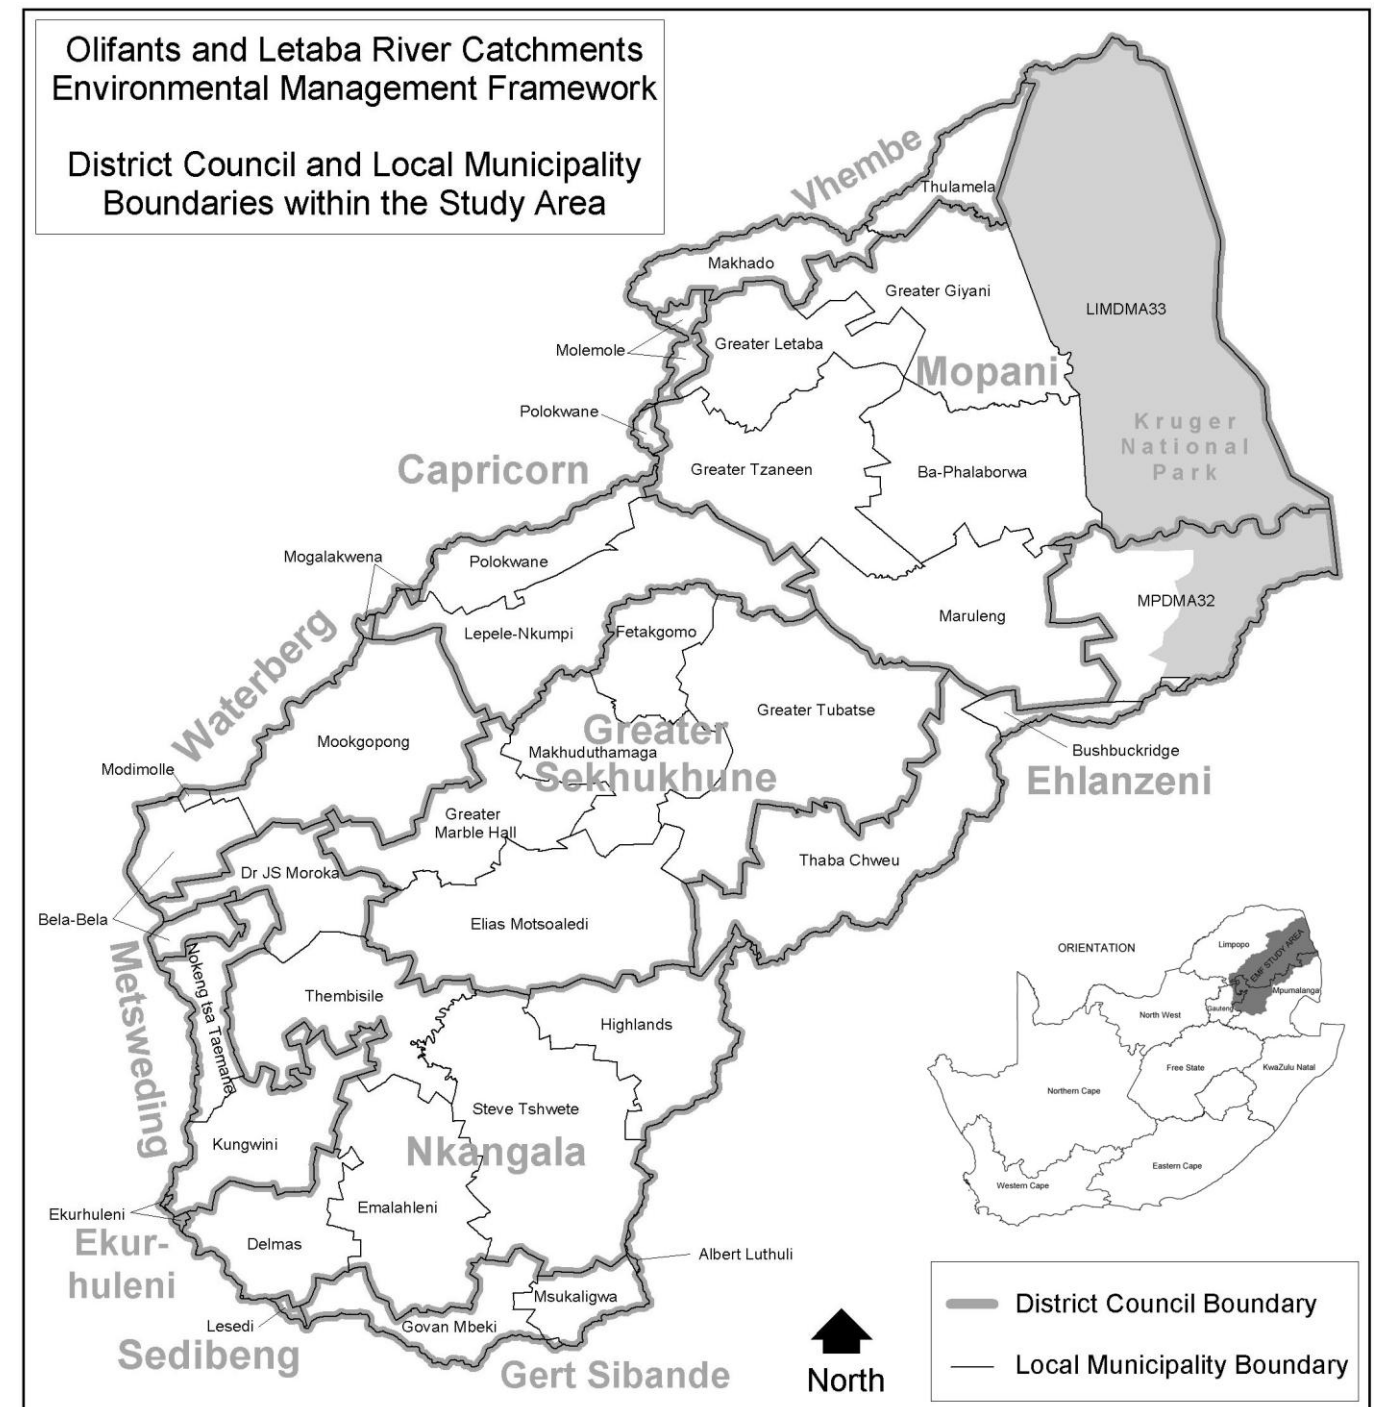 Olifants and Letaba River Catchments
Environmental Management Framework
District Council and Local Municipality
Boundaries within the Study Area
Vhembe
Thulamela
Makhado
Greater Giyani
LIMDMA33
Molemole
Greater Letaba
Mopani
Polokwane
Kruger
National
Park
Capricorn
Greater Tzaneen
Ba-Phalaborwa
Mogalakwena
Polokwane
MPDMA32
Maruleng
Lepele-Nkumpi
Fetakgomo
Waterberg
Greater Tubatse
Mookgopong
Greater
Sekhukhune
Makhuduthamaga
Bushbuckridge
Ehlanzeni
Modimolle
Greater
Marble Hall
Thaba Chweu
Dr JS Moroka
Bela-Bela
Elias Motsoaledi
Metsweding
Nokeng tsa Taemane
Thembisile
Highlands
Steve Tshwete
Nkangala
Kungwini
Emalahleni
Ekurhuleni
Ekur-
huleni
Delmas
Albert Luthuli
Msukaligwa
Lesedi
Govan Mbeki
Sedibeng
Gert Sibande
ORIENTATION
Limpopo
EMF STUDY AREA
Mpumalanga
Gauteng
North West
Free State
KwaZulu Natal
Northern Cape
Eastern Cape
Western Cape
North
District Council Boundary
Local Municipality Boundary